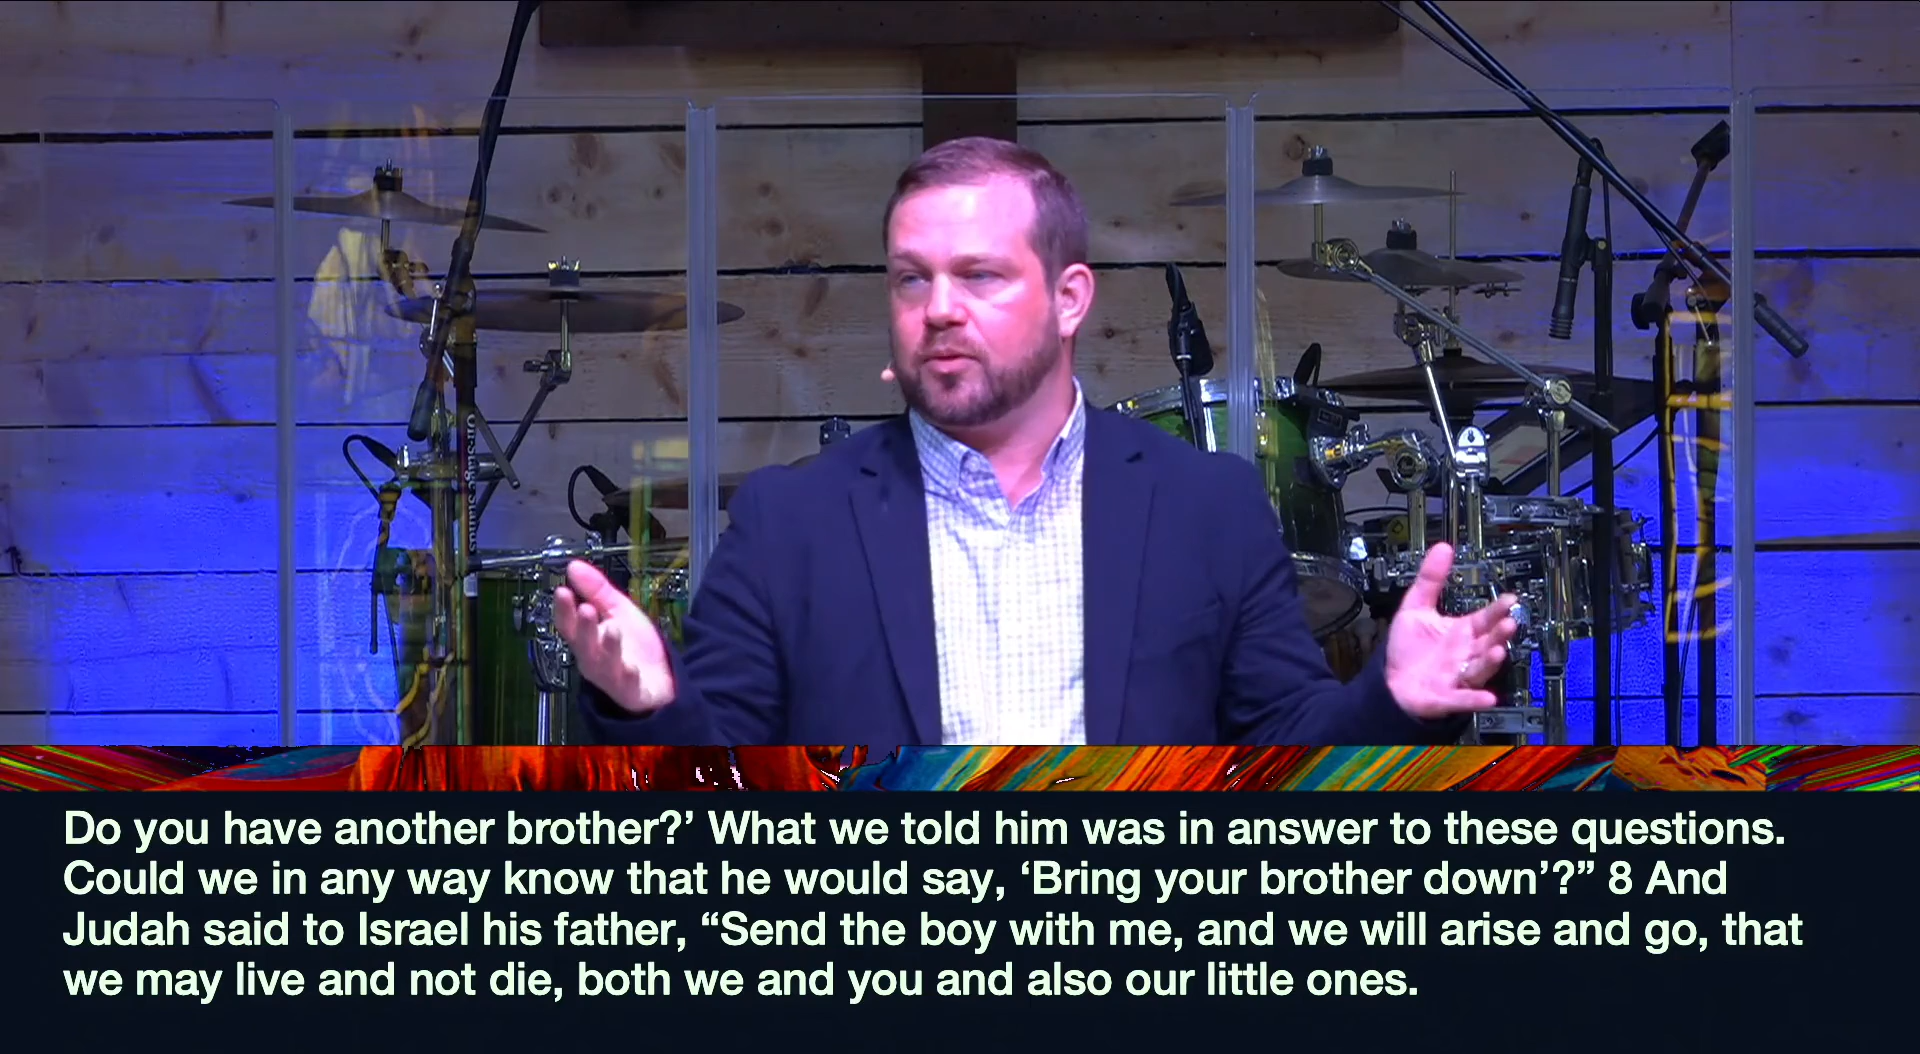 Do you have another brother?’ What we told him was in answer to these questions.
Could we in any way know that he would say, ‘Bring your brother down’?” 8 And
Judah said to Israel his father, “Send the boy with me, and we will arise and go, that
we may live and not die, both we and you and also our little ones.
On-Stage Stands